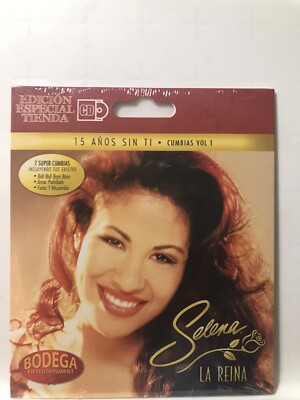 EDICIÓN
ESPECIAL
TIENDA
CD
15 AÑOS SIN TI • CUMBIAS VOL 1
7 SUPER CUMBIAS
INCLUYENDO SUS EXITOS
• Bidi Bidi Bom Bom
• Amor Prohibido
• Fotos Y Recuerdos
Selena
LA REINA
BODEGA
ENTERTAINMENT